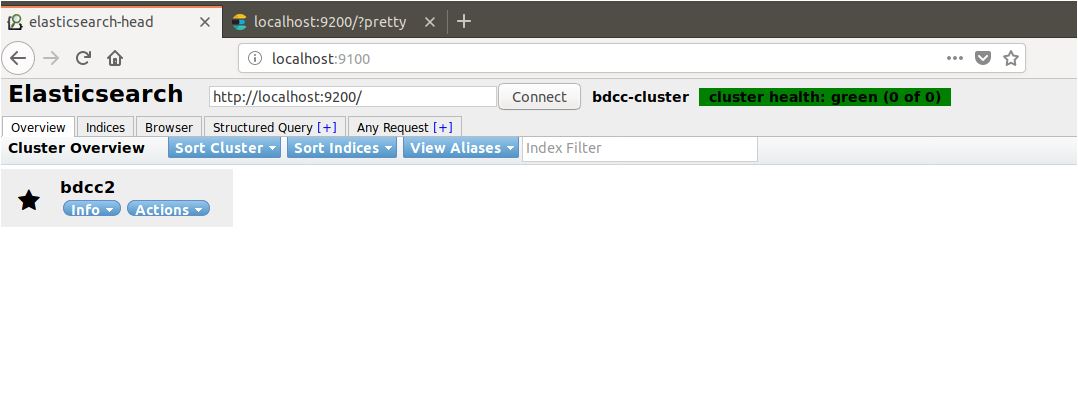 elasticsearch-head
localhost:9200/?pretty
localhost:9100
Elasticsearch http://localhost:9200/ Connect bdcc-cluster cluster health: green (0 of 0)
Overview Indices Browser Structured Query [+] Any Request [+]
Cluster Overview Sort Cluster Sort Indices View Aliases Index Filter
bdcc2
Info Actions